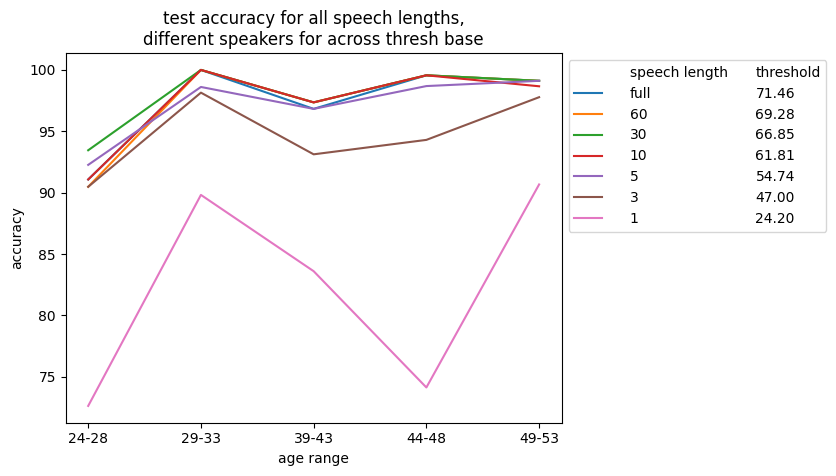 test accuracy for all speech lengths,
different speakers for across thresh base
speech length threshold
full 71.46
60 69.28
30 66.85
10 61.81
5 54.74
3 47.00
1 24.20
accuracy
100
95
90
85
80
75
24-28 29-33 39-43 44-48 49-53
age range